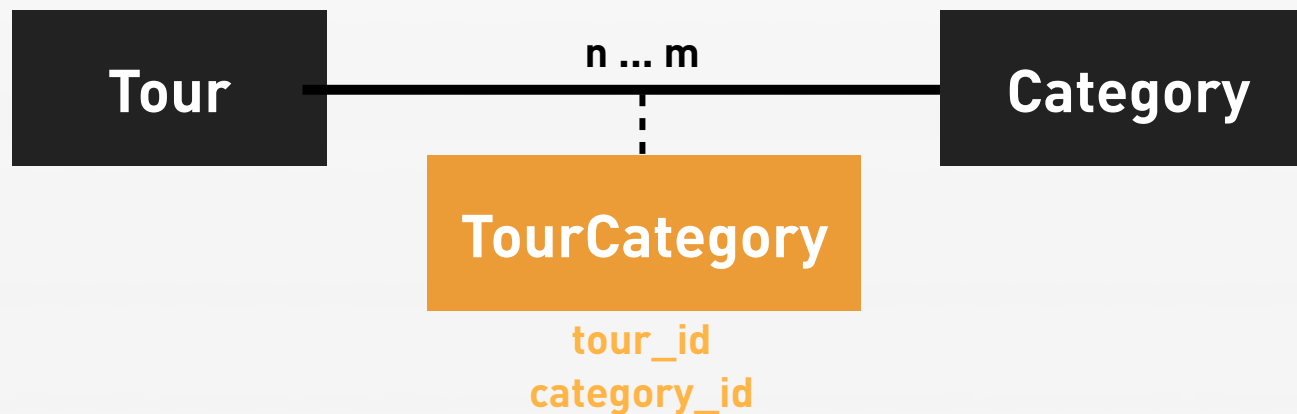 n ... m
Tour
Category
TourCategory
tour_id
category_id